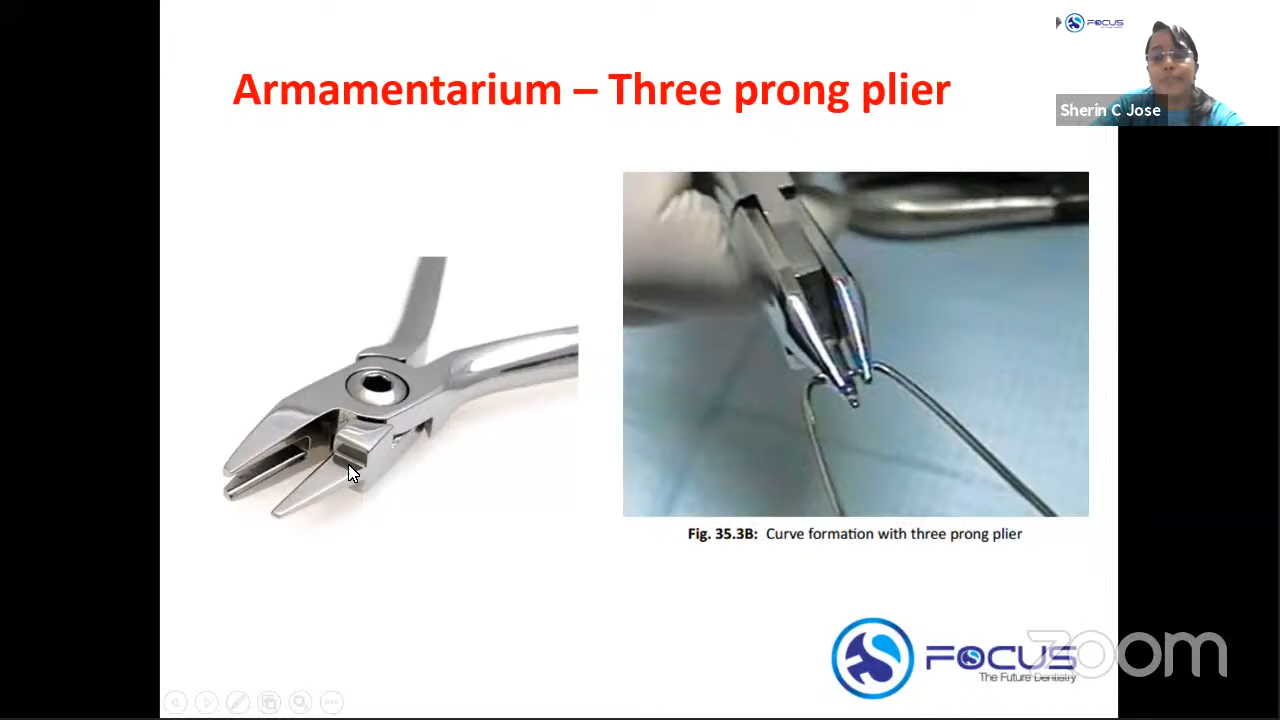 FOCUS
Armamentarium – Three prong plier
Sherin C Jose
Fig. 35.3B: Curve formation with three prong plier
FOCUS
The Future Dentistry
zoom